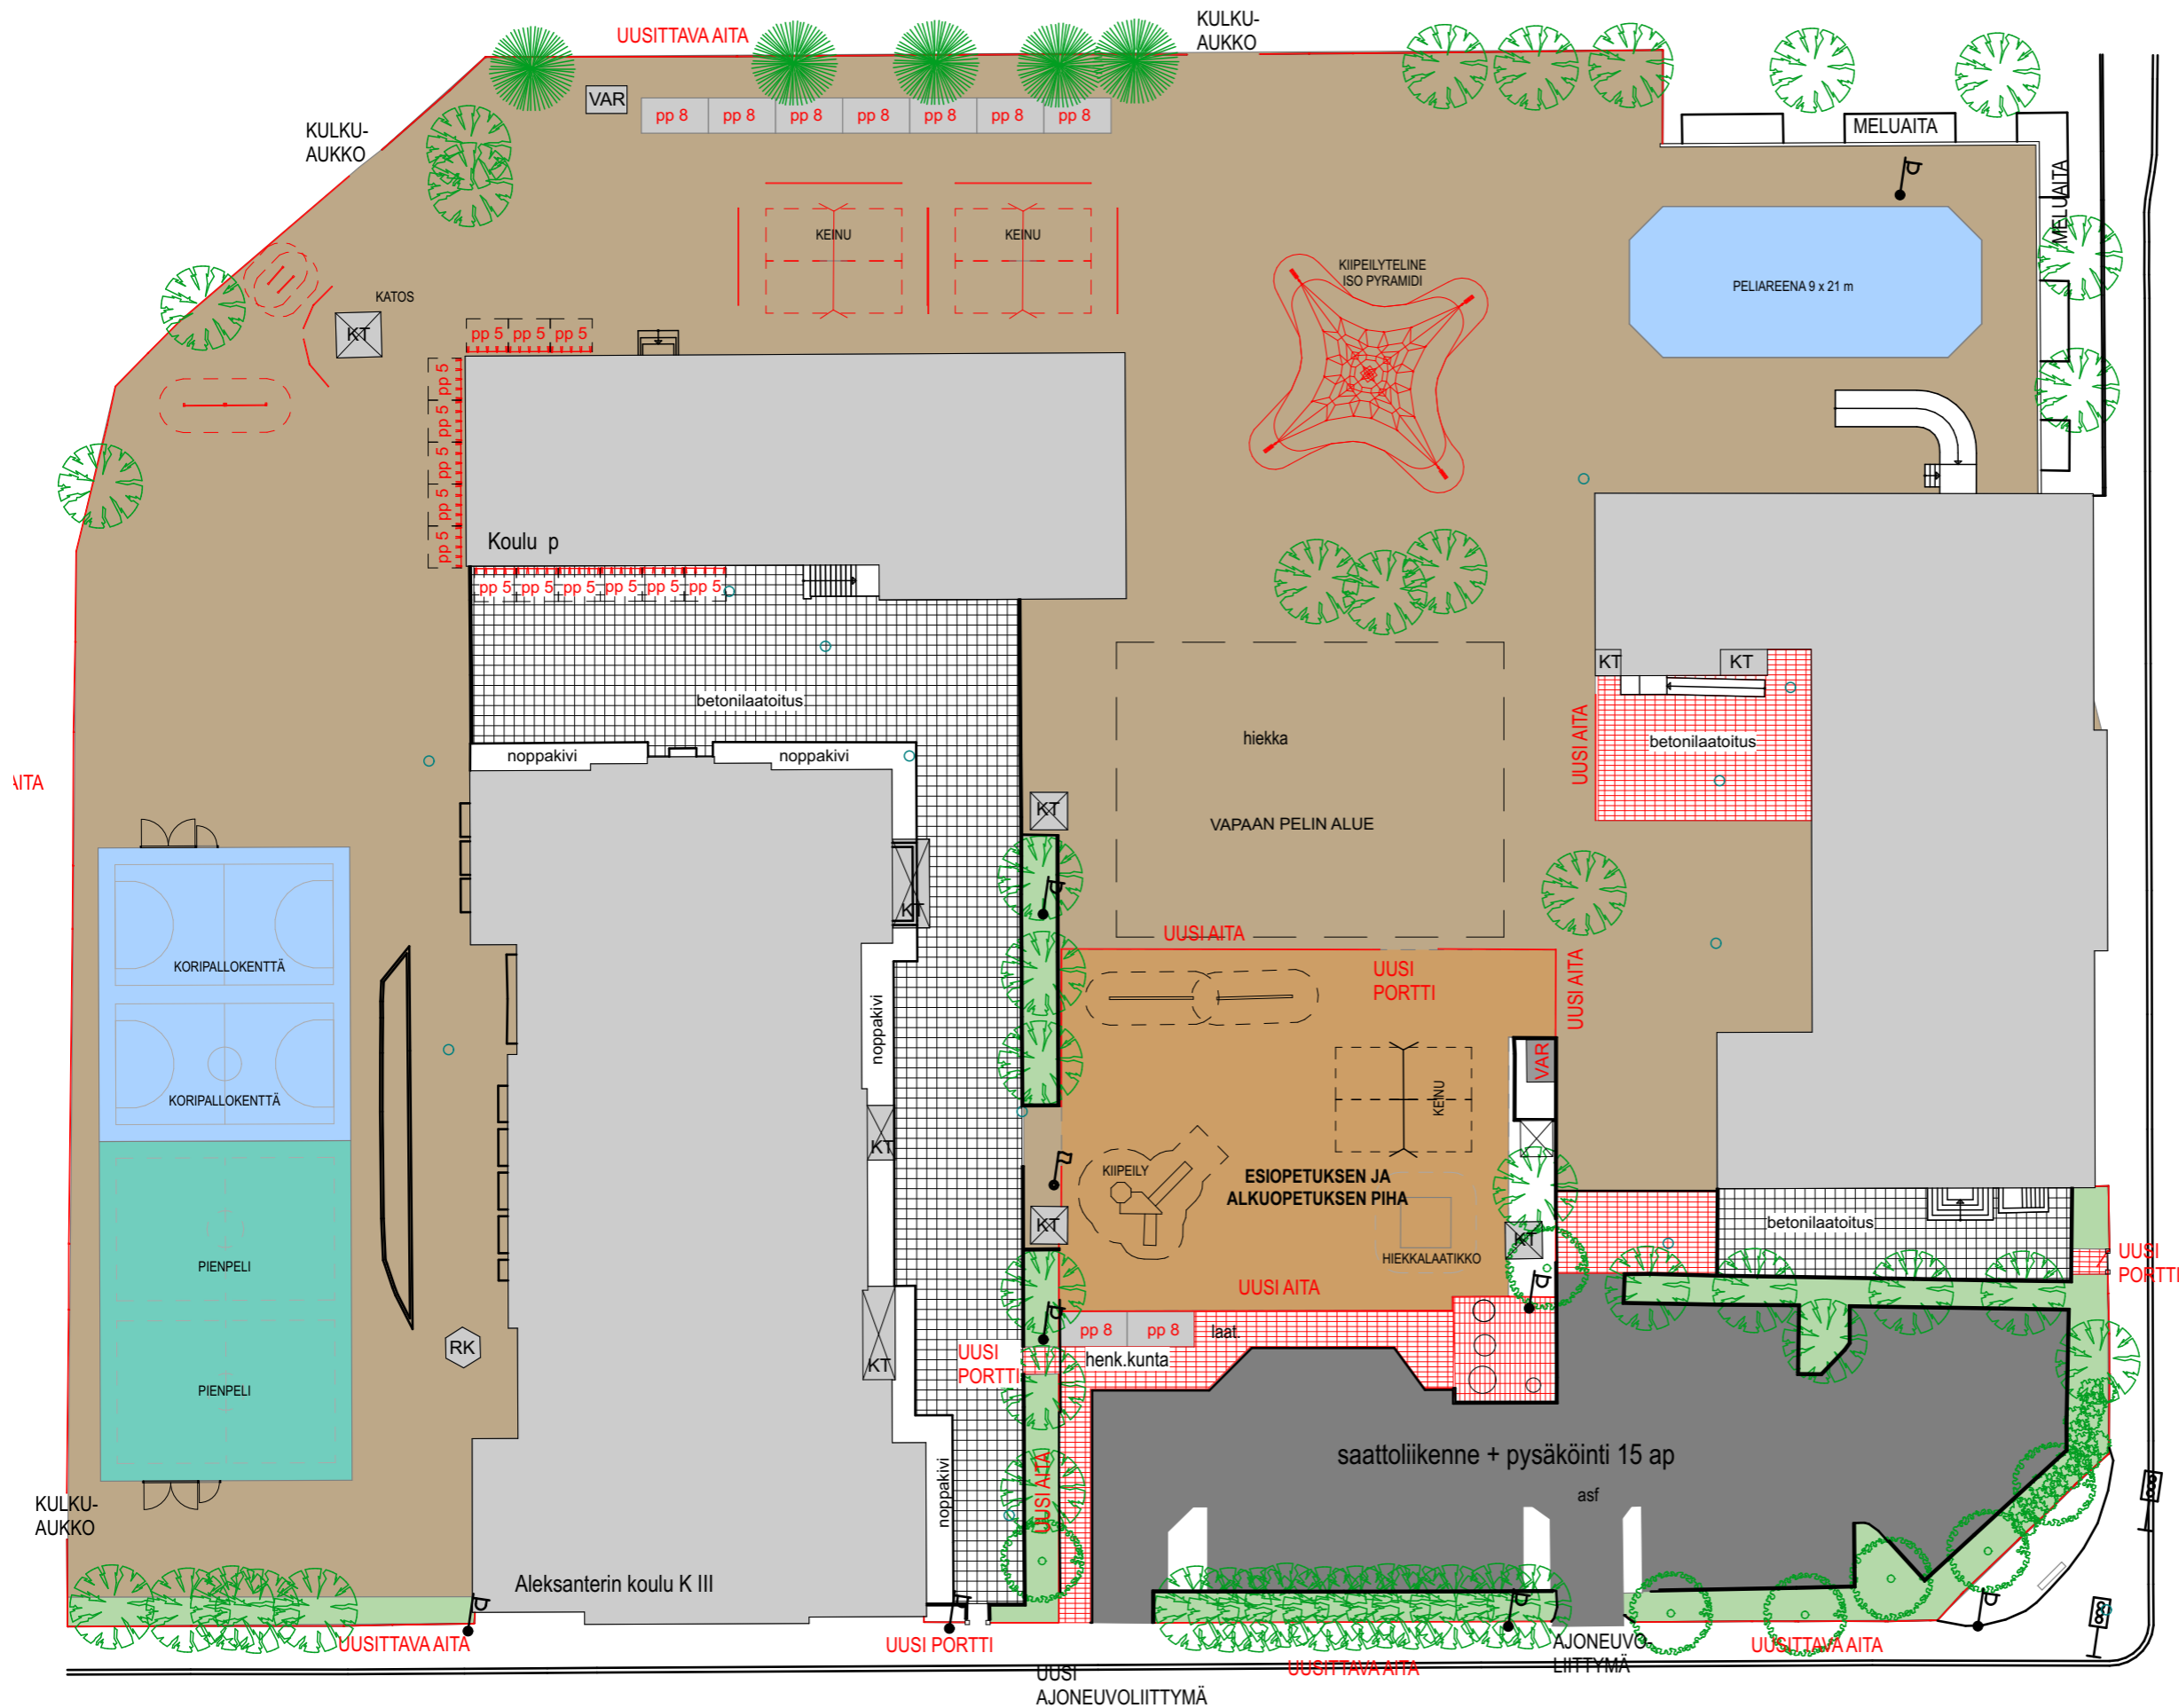 KULKU-
AUKKO
UUSITTAVA AITA
VAR
pp 8 pp 8 pp 8 pp 8 pp 8 pp 8 pp 8
MELUAITA
KULKU-
AUKKO
MELUAITA
KEINU
KEINU
KIIPEILYTELINE
ISO PYRAMIDI
PELIAREENA 9 x 21 m
KATOS
KT
pp 5 pp 5 pp 5
pp 5
pp 5
pp 5
pp 5
pp 5
Koulu p
pp 5 pp 5 pp 5 pp 5 pp 5 pp 5
betonilaatoitus
KT
KT
UUSI AITA
betonilaatoitus
hiekka
noppakivi
noppakivi
AITA
KT
VAPAAN PELIN ALUE
KT
UUSI AITA
UUSI AITA
KORIPALLOKENTTÄ
UUSI
PORTTI
noppakivi
VAR
KORIPALLOKENTTÄ
KEINU
KT
KIIPEILY
ESIOPETUKSEN JA
ALKUOPETUKSEN PIHA
KT
KT
betonilaatoitus
HIEKKALAATIKKO
PIENPELI
UUSI
PORTTI
UUSI AITA
pp 8 pp 8
laat.
henk.kunta
RK
KT
UUSI
PORTTI
PIENPELI
saattoliikenne + pysäköinti 15 ap
asf
UUSI AITA
noppakivi
KULKU-
AUKKO
Aleksanterin koulu K III
UUSITTAVA AITA
UUSI PORTTI
AJONEUVO-
LIITTYMÄ
UUSITTAVA AITA
UUSITTAVA AITA
UUSI
AJONEUVOLIITTYMÄ